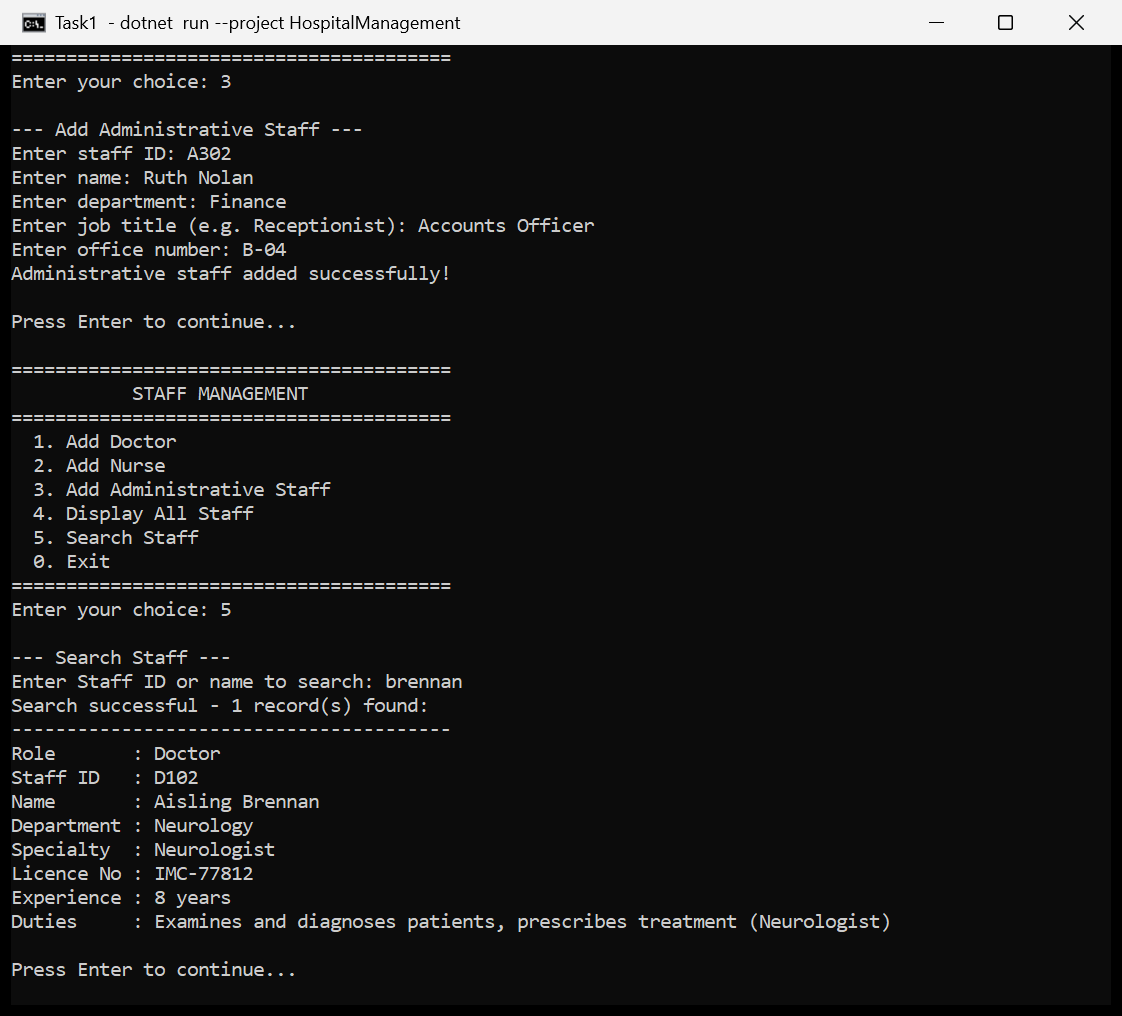 Task1  - dotnet  run --project HospitalManagement
========================================
Enter your choice: 3

--- Add Administrative Staff ---
Enter staff ID: A302
Enter name: Ruth Nolan
Enter department: Finance
Enter job title (e.g. Receptionist): Accounts Officer
Enter office number: B-04
Administrative staff added successfully!

Press Enter to continue...

========================================
           STAFF MANAGEMENT
========================================
  1. Add Doctor
  2. Add Nurse
  3. Add Administrative Staff
  4. Display All Staff
  5. Search Staff
  0. Exit
========================================
Enter your choice: 5

--- Search Staff ---
Enter Staff ID or name to search: brennan
Search successful - 1 record(s) found:
----------------------------------------
Role       : Doctor
Staff ID   : D102
Name       : Aisling Brennan
Department : Neurology
Specialty  : Neurologist
Licence No : IMC-77812
Experience : 8 years
Duties     : Examines and diagnoses patients, prescribes treatment (Neurologist)

Press Enter to continue...